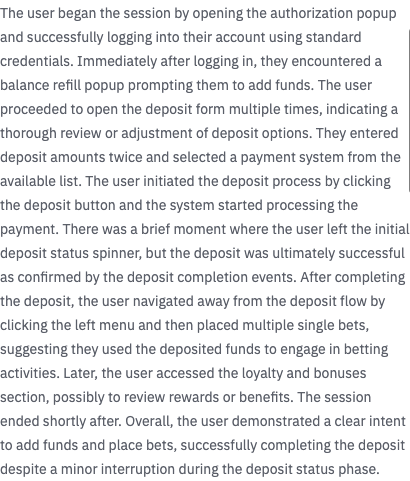 The user began the session by opening the authorization popup
and successfully logging into their account using standard
credentials. Immediately after logging in, they encountered a
balance refill popup prompting them to add funds. The user
proceeded to open the deposit form multiple times, indicating a
thorough review or adjustment of deposit options. They entered
deposit amounts twice and selected a payment system from the
available list. The user initiated the deposit process by clicking
the deposit button and the system started processing the
payment. There was a brief moment where the user left the initial
deposit status spinner, but the deposit was ultimately successful
as confirmed by the deposit completion events. After completing
the deposit, the user navigated away from the deposit flow by
clicking the left menu and then placed multiple single bets,
suggesting they used the deposited funds to engage in betting
activities. Later, the user accessed the loyalty and bonuses
section, possibly to review rewards or benefits. The session
ended shortly after. Overall, the user demonstrated a clear intent
to add funds and place bets, successfully completing the deposit
despite a minor interruption during the deposit status phase.